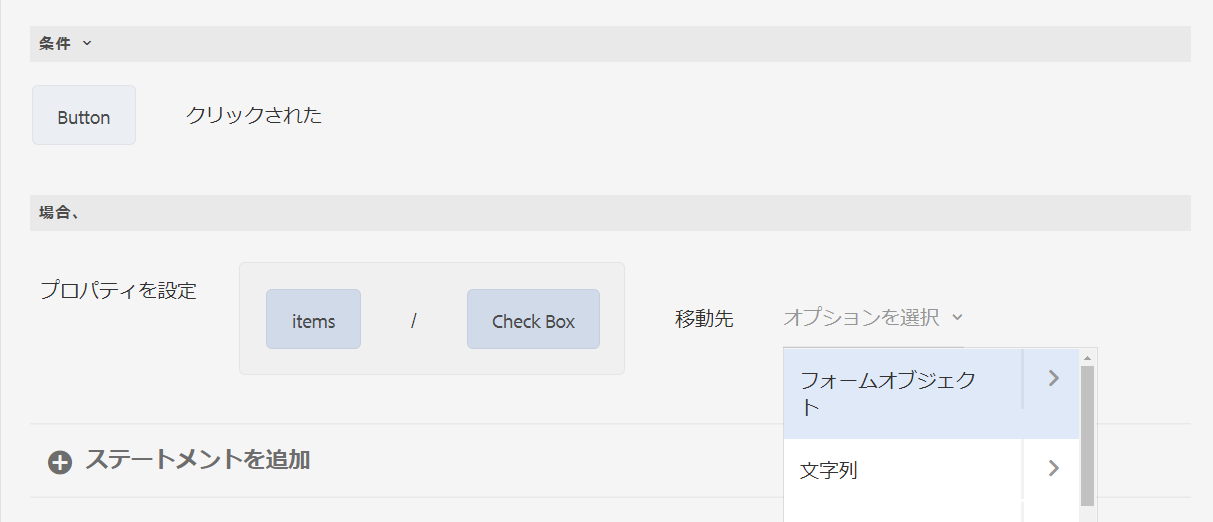 条件
Button クリックされた
場合、
プロパティを設定 items / Check Box 移動先 オプションを選択
フォームオブジェク
ト
文字列
ステートメントを追加